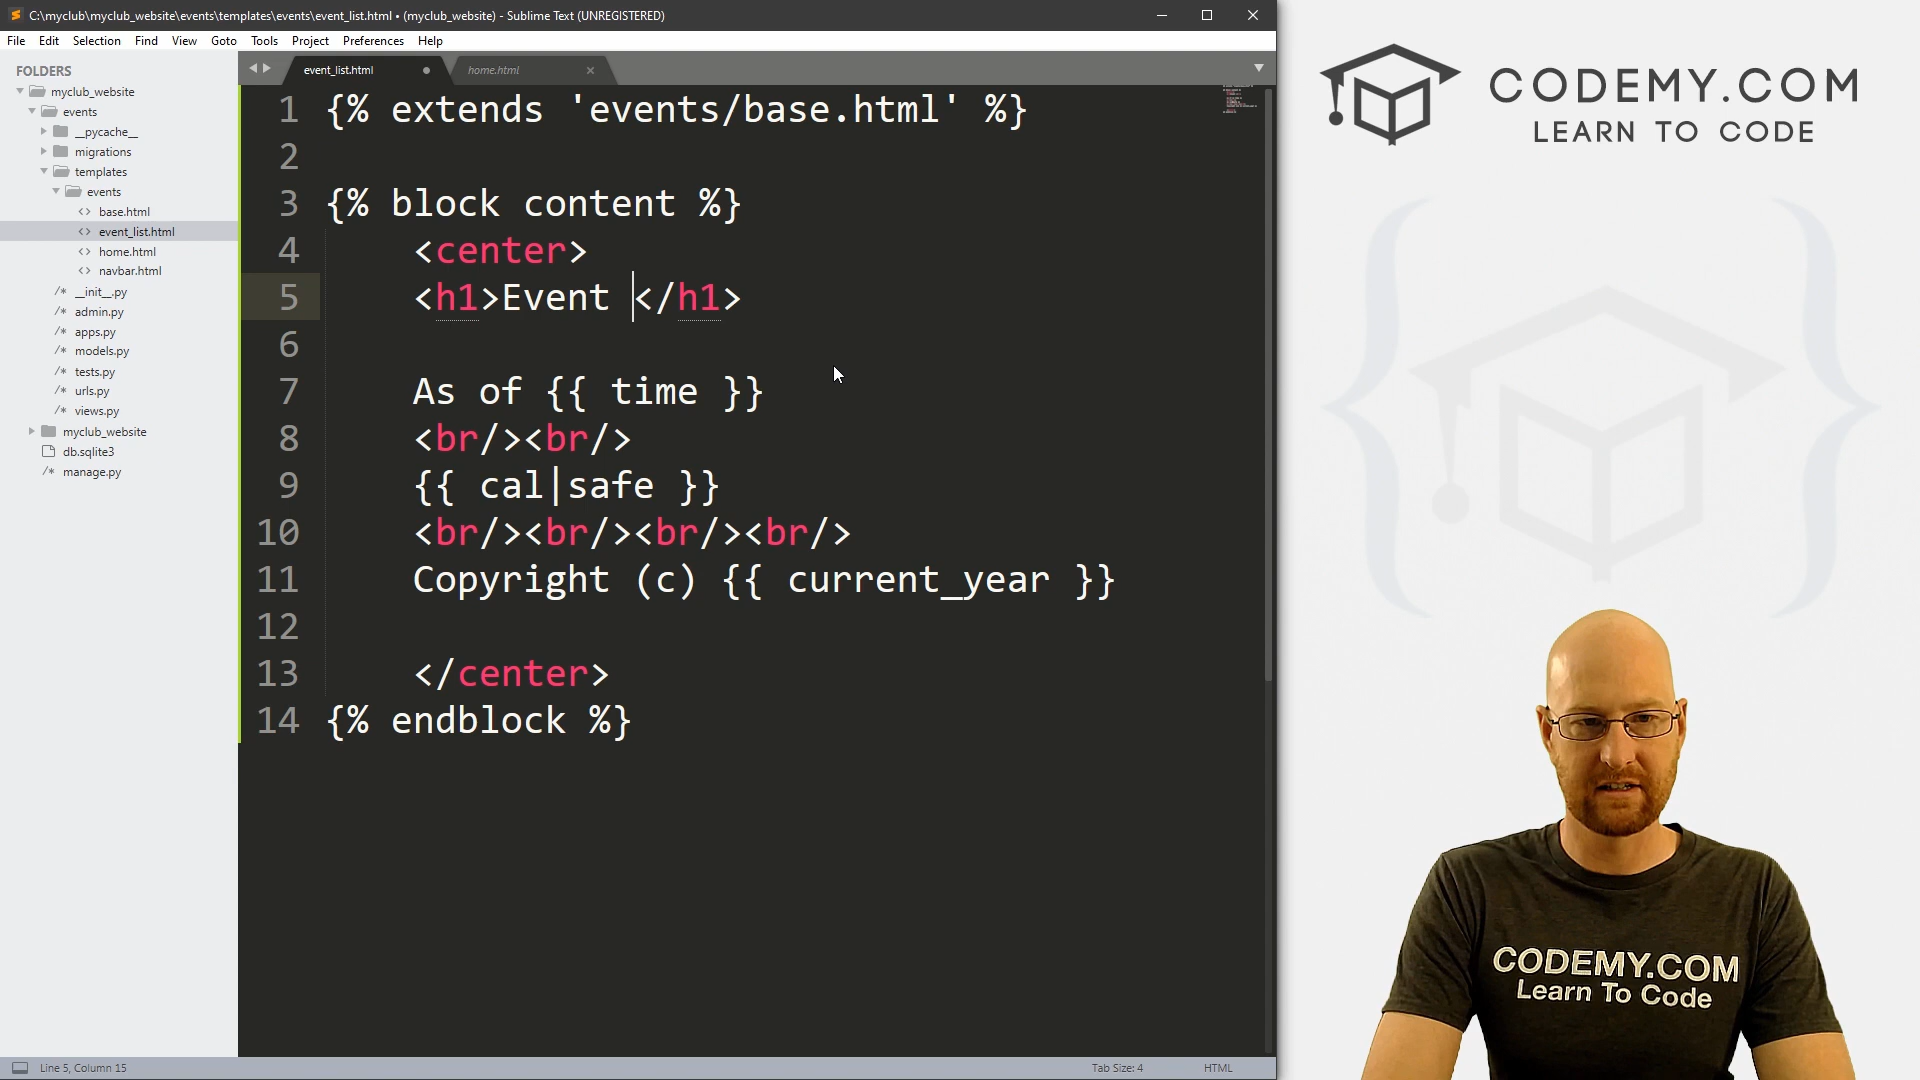 C:\myclub\myclub_website\events\templates\events\event_list.html • (myclub_website) - Sublime Text (UNREGISTERED)
File Edit Selection Find View Goto Tools Project Preferences Help
FOLDERS
myclub_website
events
__pycache__
migrations
templates
events
base.html
event_list.html
home.html
navbar.html
__init__.py
admin.py
apps.py
models.py
tests.py
urls.py
views.py
myclub_website
db.sqlite3
manage.py
event_list.html
home.html
1 {% extends 'events/base.html' %}
2
3 {% block content %}
4 <center>
5 <h1>Event </h1>
6
7 As of {{ time }}
8 <br/><br/>
9 {{ cal|safe }}
10 <br/><br/><br/><br/>
11 Copyright (c) {{ current_year }}
12
13 </center>
14 {% endblock %}
Line 5, Column 15
Tab Size: 4
HTML
CODEMY.COM
LEARN TO CODE
CODEMY.COM
Learn To Code